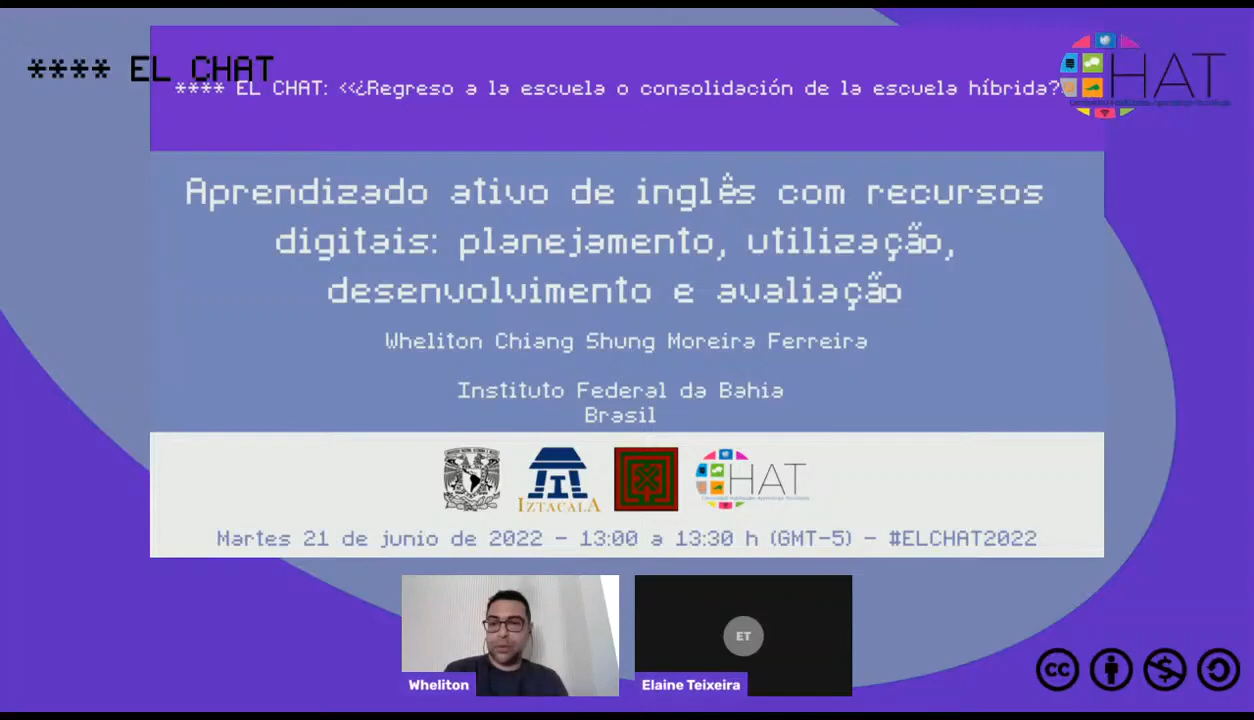 **** EL CHAT
**** EL CHAT: <<¿Regreso a la escuela o consolidación de la escuela híbrida?
HAT
Aprendizado ativo de inglês com recursos
digitais: planejamento, utilização,
desenvolvimento e avaliação
Wheliton Chiang Shung Moreira Ferreira
Instituto Federal da Bahia
Brasil
IZTACALA
HAT
Martes 21 de junio de 2022 - 13:00 a 13:30 h (GMT-5) - #ELCHAT2022
ET
Wheliton
Elaine Teixeira
cc